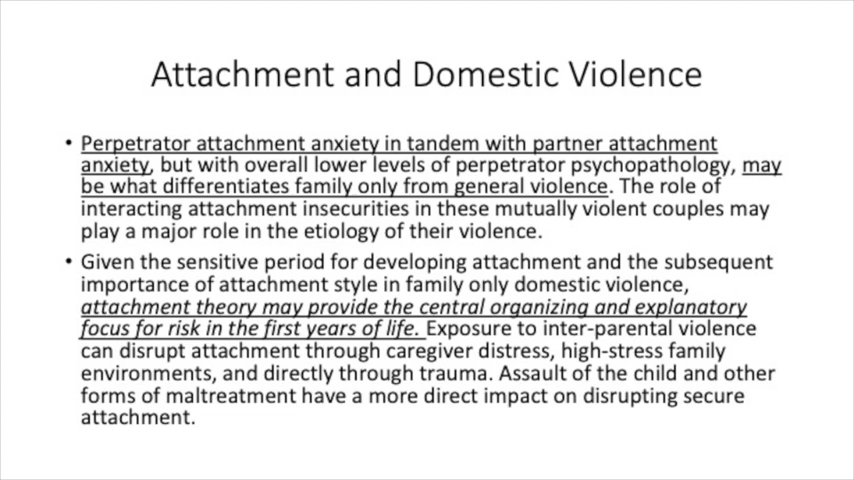 Attachment and Domestic Violence
• Perpetrator attachment anxiety in tandem with partner attachment
anxiety, but with overall lower levels of perpetrator psychopathology, may
be what differentiates family only from general violence. The role of
interacting attachment insecurities in these mutually violent couples may
play a major role in the etiology of their violence.
• Given the sensitive period for developing attachment and the subsequent
importance of attachment style in family only domestic violence,
attachment theory may provide the central organizing and explanatory
focus for risk in the first years of life. Exposure to inter-parental violence
can disrupt attachment through caregiver distress, high-stress family
environments, and directly through trauma. Assault of the child and other
forms of maltreatment have a more direct impact on disrupting secure
attachment.